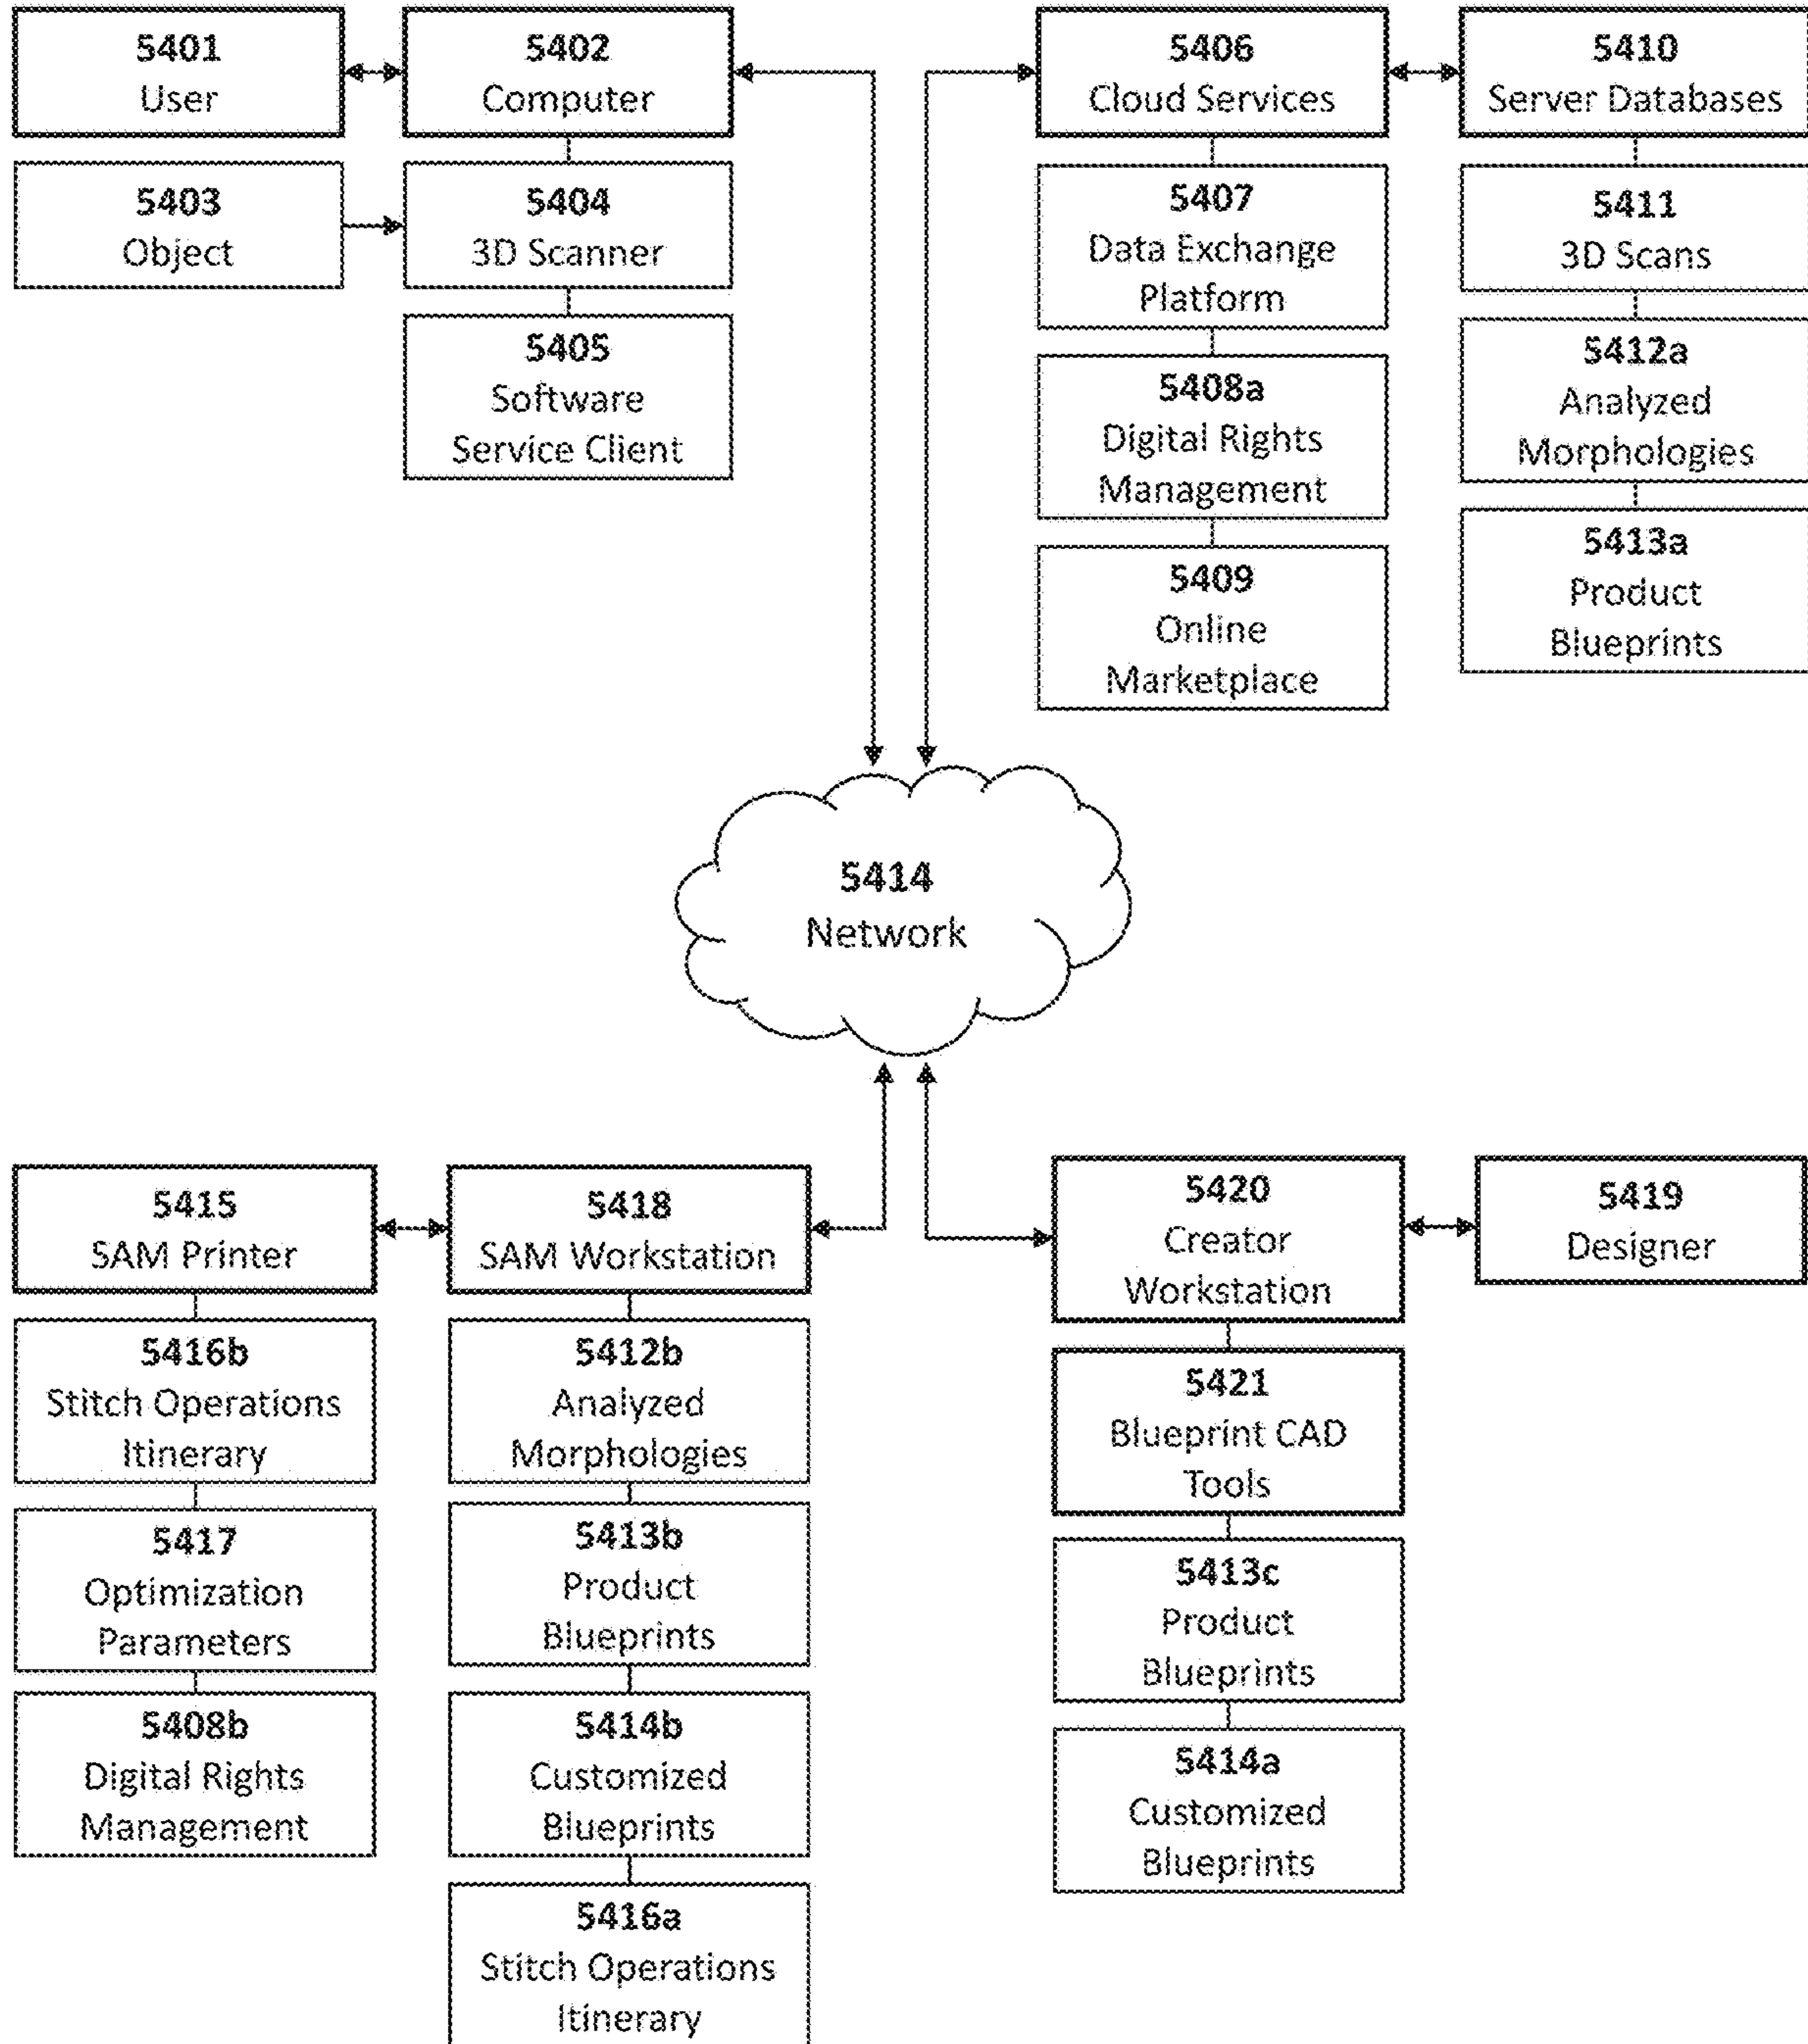 5401
User
5402
Computer
5403
Object
5404
3D Scanner
5405
Software
Service Client
5406
Cloud Services
5407
Data Exchange
Platform
5408a
Digital Rights
Management
5409
Online
Marketplace
5410
Server Databases
5411
3D Scans
5412a
Analyzed
Morphologies
5413a
Product
Blueprints
5414
Network
5415
SAM Printer
5416b
Stitch Operations
Itinerary
5417
Optimization
Parameters
5408b
Digital Rights
Management
5418
SAM Workstation
5412b
Analyzed
Morphologies
5413b
Product
Blueprints
5414b
Customized
Blueprints
5416a
Stitch Operations
Itinerary
5420
Creator
Workstation
5421
Blueprint CAD
Tools
5413c
Product
Blueprints
5414a
Customized
Blueprints
5419
Designer